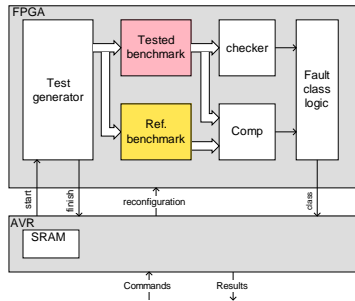 FPGA
Test
generator
Tested
benchmark
checker
Fault
class
logic
Ref.
benchmark
Comp
start
finish
reconfiguration
class
AVR
SRAM
Commands
Results